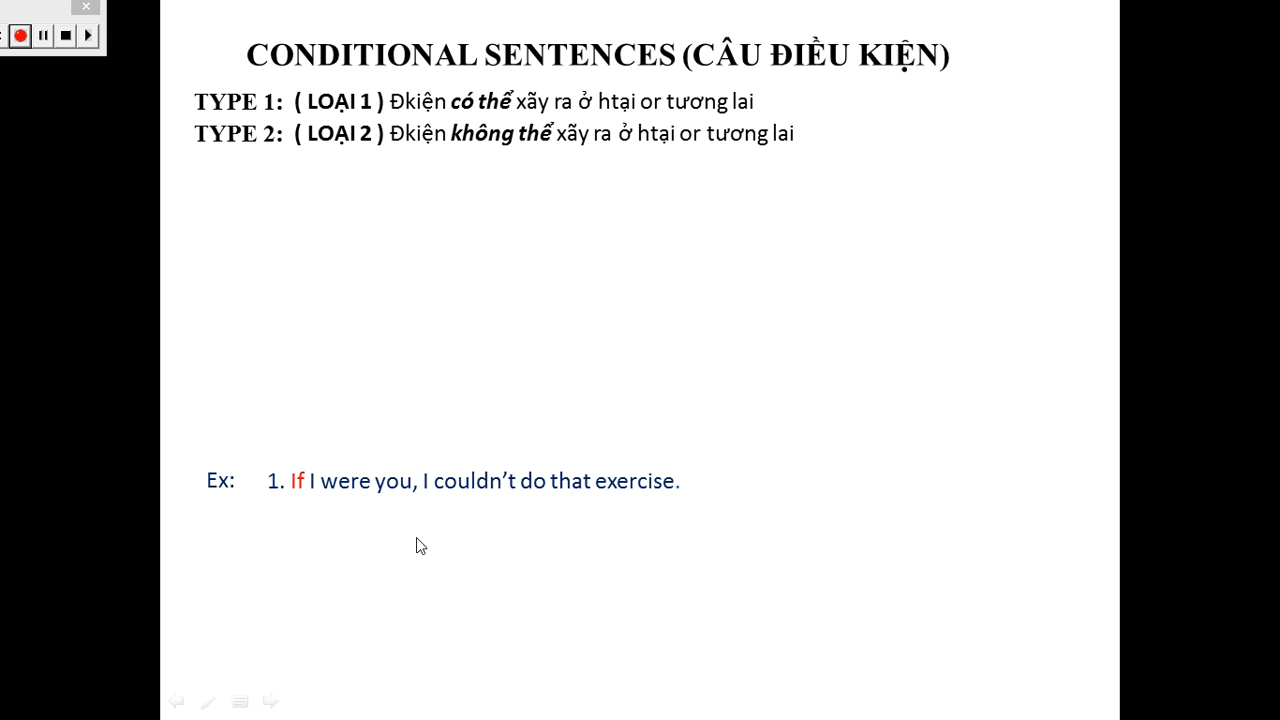 CONDITIONAL SENTENCES (CÂU ĐIỀU KIỆN)
TYPE 1: ( LOẠI 1 ) Đkiện có thể xãy ra ở htại or tương lai
TYPE 2: ( LOẠI 2 ) Đkiện không thể xãy ra ở htại or tương lai
Ex: 1. If I were you, I couldn’t do that exercise.